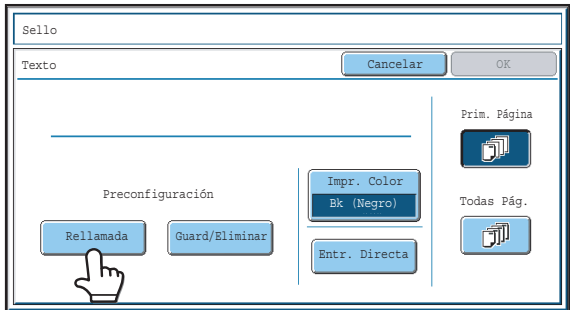 Sello
Texto
Cancelar
OK
Prim. Página
Preconfiguración
Impr. Color
Bk (Negro)
Todas Pág.
Rellamada
Guard/Eliminar
Entr. Directa